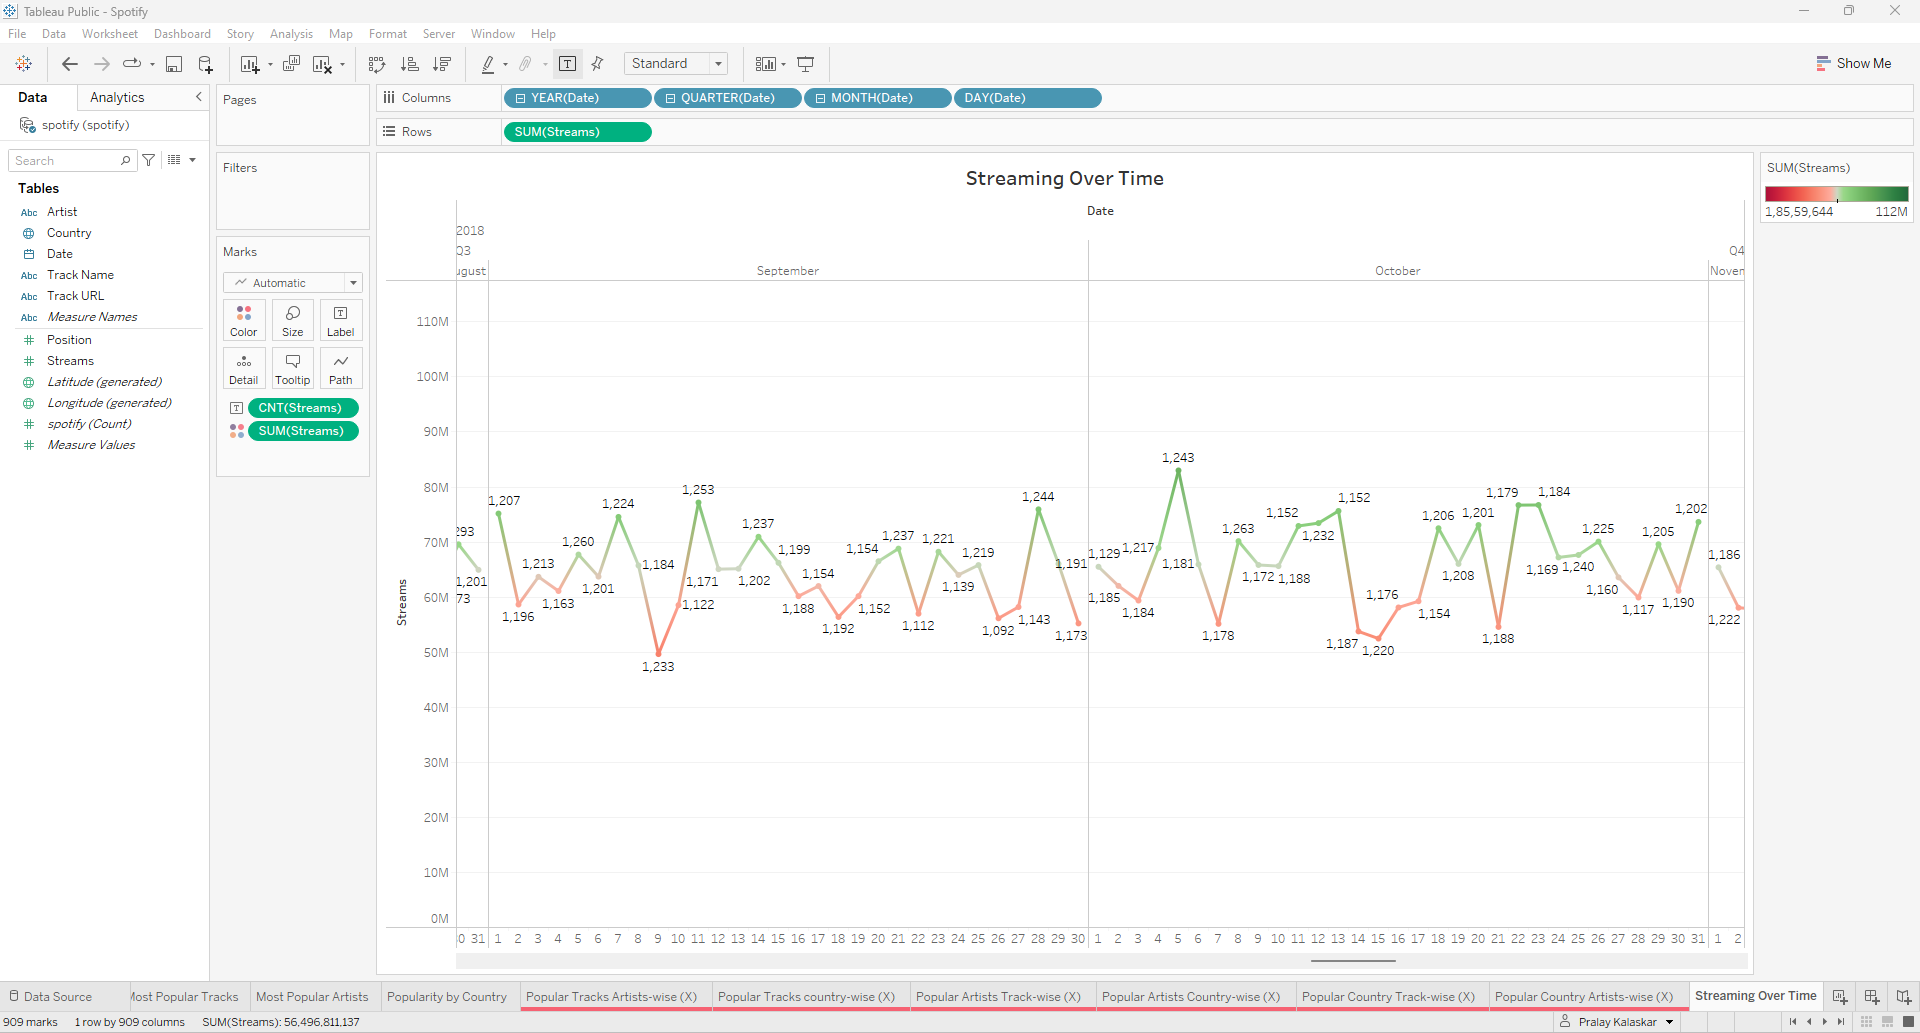 Tableau Public - Spotify
File Data Worksheet Dashboard Story Analysis Map Format Server Window Help
Standard
Show Me
Data Analytics
spotify (spotify)
Search
Tables
Abc Artist
Country
Date
Abc Track Name
Abc Track URL
Abc Measure Names
Position
Streams
Latitude (generated)
Longitude (generated)
spotify (Count)
Measure Values
Pages
Filters
Marks
Automatic
Color Size Label
Detail Tooltip Path
CNT(Streams)
SUM(Streams)
Columns YEAR(Date) QUARTER(Date) MONTH(Date) DAY(Date)
Rows SUM(Streams)
Streaming Over Time
Date
2018
Q3 Q4
ugust September October Noven
110M
100M
90M
80M
70M
60M
50M
40M
30M
20M
10M
0M
Streams
293 1,201 73
1,207 1,196 1,213 1,163 1,260 1,201 1,224 1,184 1,233 1,122 1,253 1,171 1,202 1,237 1,199 1,188 1,154 1,192 1,152 1,154 1,237 1,112 1,221 1,139 1,219 1,092 1,143 1,244 1,191 1,173
1,129 1,185 1,184 1,217 1,243 1,181 1,178 1,263 1,172 1,188 1,152 1,232 1,152 1,187 1,220 1,176 1,154 1,206 1,208 1,201 1,188 1,179 1,184 1,169 1,240 1,225 1,160 1,117 1,205 1,190 1,202
1,186 1,222
30 31 1 2 3 4 5 6 7 8 9 10 11 12 13 14 15 16 17 18 19 20 21 22 23 24 25 26 27 28 29 30 1 2 3 4 5 6 7 8 9 10 11 12 13 14 15 16 17 18 19 20 21 22 23 24 25 26 27 28 29 30 31 1 2
SUM(Streams)
1,85,59,644 112M
Data Source Most Popular Tracks Most Popular Artists Popularity by Country Popular Tracks Artists-wise (X) Popular Tracks country-wise (X) Popular Artists Track-wise (X) Popular Artists Country-wise (X) Popular Country Track-wise (X) Popular Country Artists-wise (X) Streaming Over Time
909 marks 1 row by 909 columns SUM(Streams): 56,496,811,137 Pralay Kalaskar